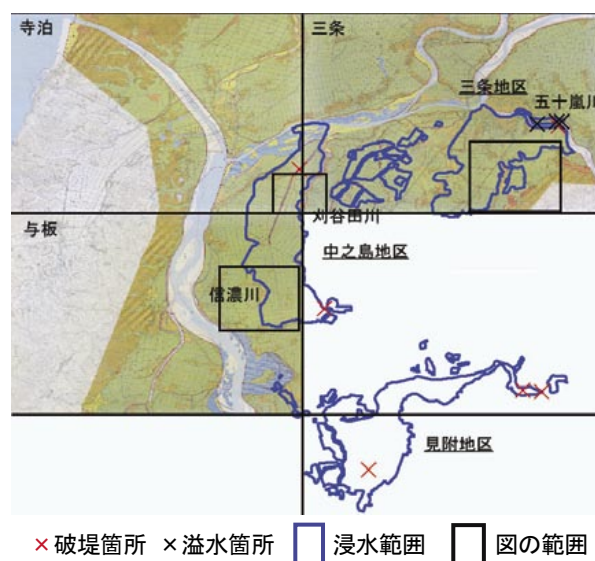 寺泊
三条
三条地区
五十嵐川
与板
刈谷田川
中之島地区
信濃川
見附地区
×破堤箇所 ×溢水箇所 浸水範囲 図の範囲